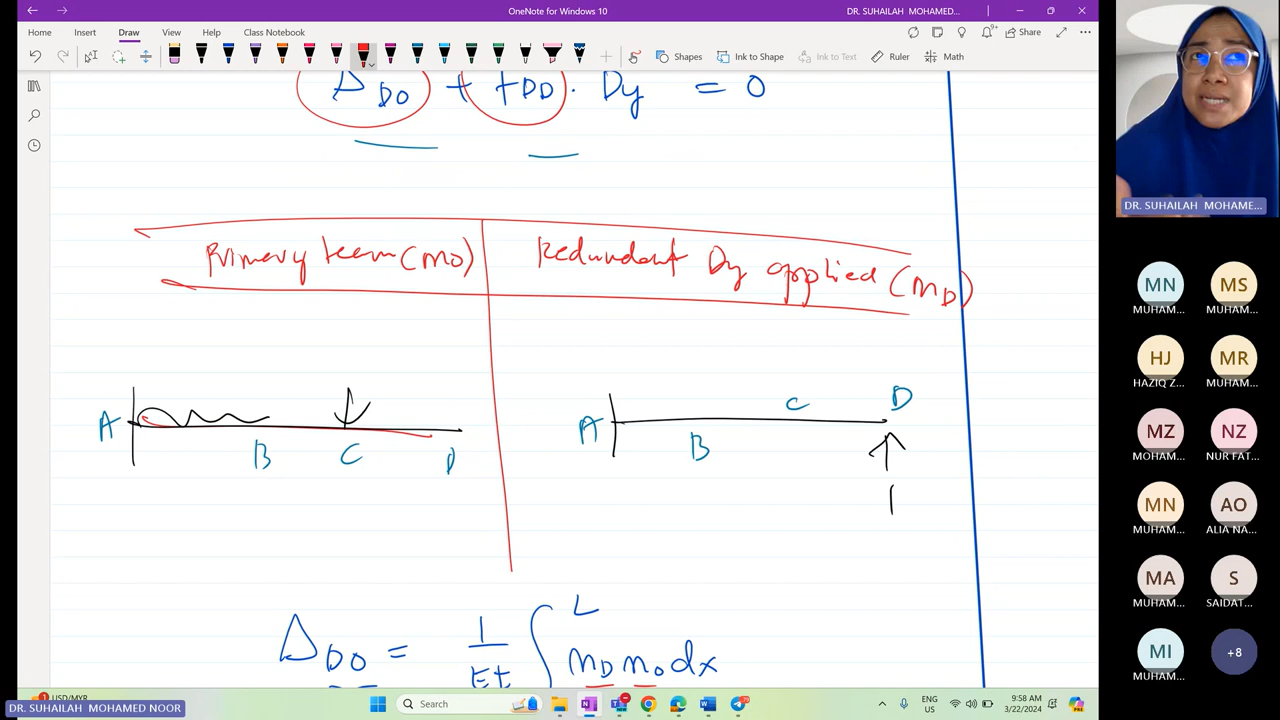 OneNote for Windows 10
DR. SUHAILAH MOHAMED...
Home Insert Draw View Help Class Notebook
Share
Shapes Ink to Shape Ink to Text Ruler Math
Δ DO + fDD . Dy = 0
Primary beam (mo)
Redundant Dy applied (mD)
A B C D
A B C D
1
Δ DO = 1 / EI ∫ L mD mo dx
DR. SUHAILAH MOHAME...
MN MUHAM...
MS MUHAM...
HJ HAZIQ Z...
MR MUHAM...
MZ MOHAM...
NZ NUR FAT...
MN MUHAM...
AO ALIA NA...
MA MUHAM...
S SAIDAT...
MI MUHAM...
+8
USD/MYR
DR. SUHAILAH MOHAMED NOOR
Search
ENG
US
9:58 AM
3/22/2024